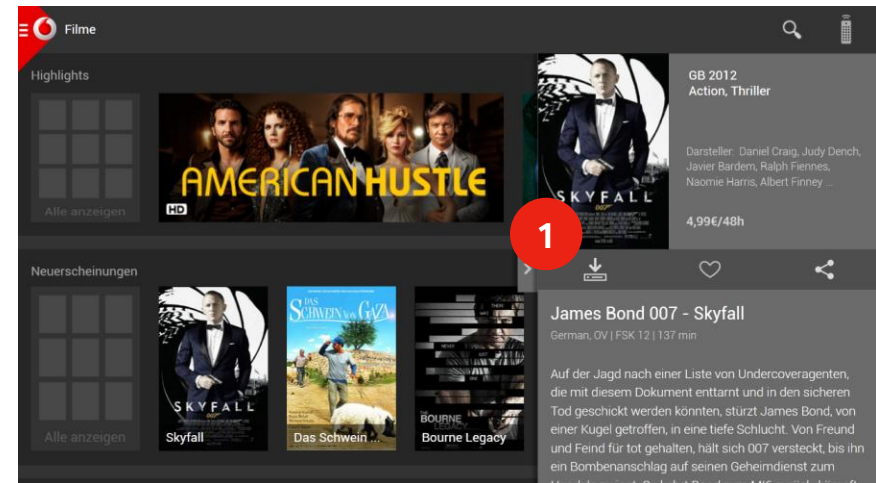 Filme
Highlights
Alle anzeigen
AMERICAN HUSTLE
HD
SKYFALL
007
GB 2012
Action, Thriller
Darsteller: Daniel Craig, Judy Dench,
Javier Bardem, Ralph Fiennes,
Naomie Harris, Albert Finney ...
4,99€/48h
1
Neuerscheinungen
Alle anzeigen
SKYFALL
007
Skyfall
DAS
SCHWEIN VON GAZA
Das Schwein ...
THE
BOURNE
LEGACY
Bourne Legacy
James Bond 007 - Skyfall
German, OV | FSK 12 | 137 min
Auf der Jagd nach einer Liste von Undercoveragenten,
die mit diesem Dokument enttarnt und in den sicheren
Tod geschickt werden könnten, stürzt James Bond, von
einer Kugel getroffen, in eine tiefe Schlucht. Von Freund
und Feind für tot gehalten, hält sich 007 versteckt, bis ihn
ein Bombenanschlag auf seinen Geheimdienst zum